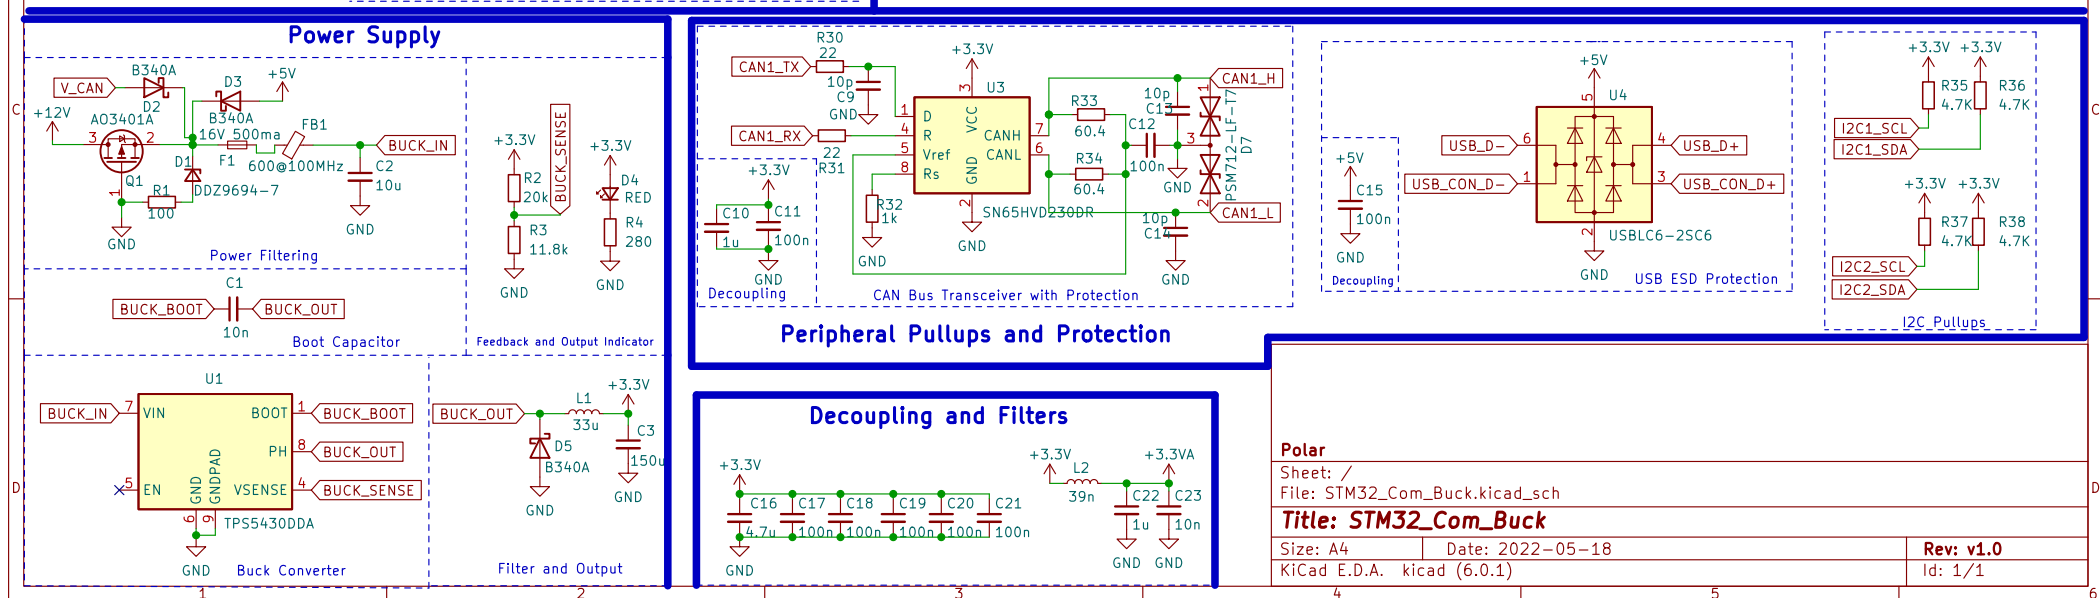 Power Supply
V_CAN
B340A
D2
D3
B340A
+5V
+12V
AO3401A
3
2
1
Q1
16V 500ma
F1
FB1
600@100MHz
BUCK_IN
D1
DDZ9694-7
R1
100
C2
10u
GND
GND
Power Filtering
C1
BUCK_BOOT
BUCK_OUT
10n
Boot Capacitor
+3.3V
BUCK_SENSE
R2
20k
R3
11.8k
GND
+3.3V
D4
RED
R4
280
GND
Feedback and Output Indicator
U1
BUCK_IN
7
VIN
BOOT
1
BUCK_BOOT
PH
8
BUCK_OUT
5
EN
VSENSE
4
BUCK_SENSE
GND
GNDPAD
6
9
TPS5430DDA
GND
Buck Converter
BUCK_OUT
L1
33u
+3.3V
D5
B340A
C3
150u
GND
GND
Filter and Output
CAN1_TX
R30
22
10p
C9
GND
CAN1_RX
22
R31
+3.3V
3
U3
1
D
4
R
5
Vref
8
Rs
VCC
GND
CANH
7
CANL
6
2
SN65HVD230DR
GND
R32
1k
GND
R33
60.4
R34
60.4
C12
100n
10p
C13
GND
10p
C14
GND
CAN1_H
1
3
2
PSM712-LF-T7
D7
CAN1_L
+3.3V
C10
1u
C11
100n
GND
Decoupling
CAN Bus Transceiver with Protection
Peripheral Pullups and Protection
+5V
C15
100n
GND
Decoupling
+5V
5
U4
USB_D-
6
4
USB_D+
USB_CON_D-
1
3
USB_CON_D+
2
USBLC6-2SC6
GND
USB ESD Protection
+3.3V
+3.3V
R35
4.7K
R36
4.7K
I2C1_SCL
I2C1_SDA
+3.3V
+3.3V
R37
4.7K
R38
4.7K
I2C2_SCL
I2C2_SDA
I2C Pullups
Decoupling and Filters
+3.3V
C16
4.7u
C17
100n
C18
100n
C19
100n
C20
100n
C21
100n
GND
+3.3V
L2
39n
+3.3VA
C22
1u
C23
10n
GND
GND
Polar
Sheet: /
File: STM32_Com_Buck.kicad_sch
Title: STM32_Com_Buck
Size: A4
Date: 2022-05-18
Rev: v1.0
KiCad E.D.A. kicad (6.0.1)
Id: 1/1
C
D
C
D
1
2
3
4
5
6